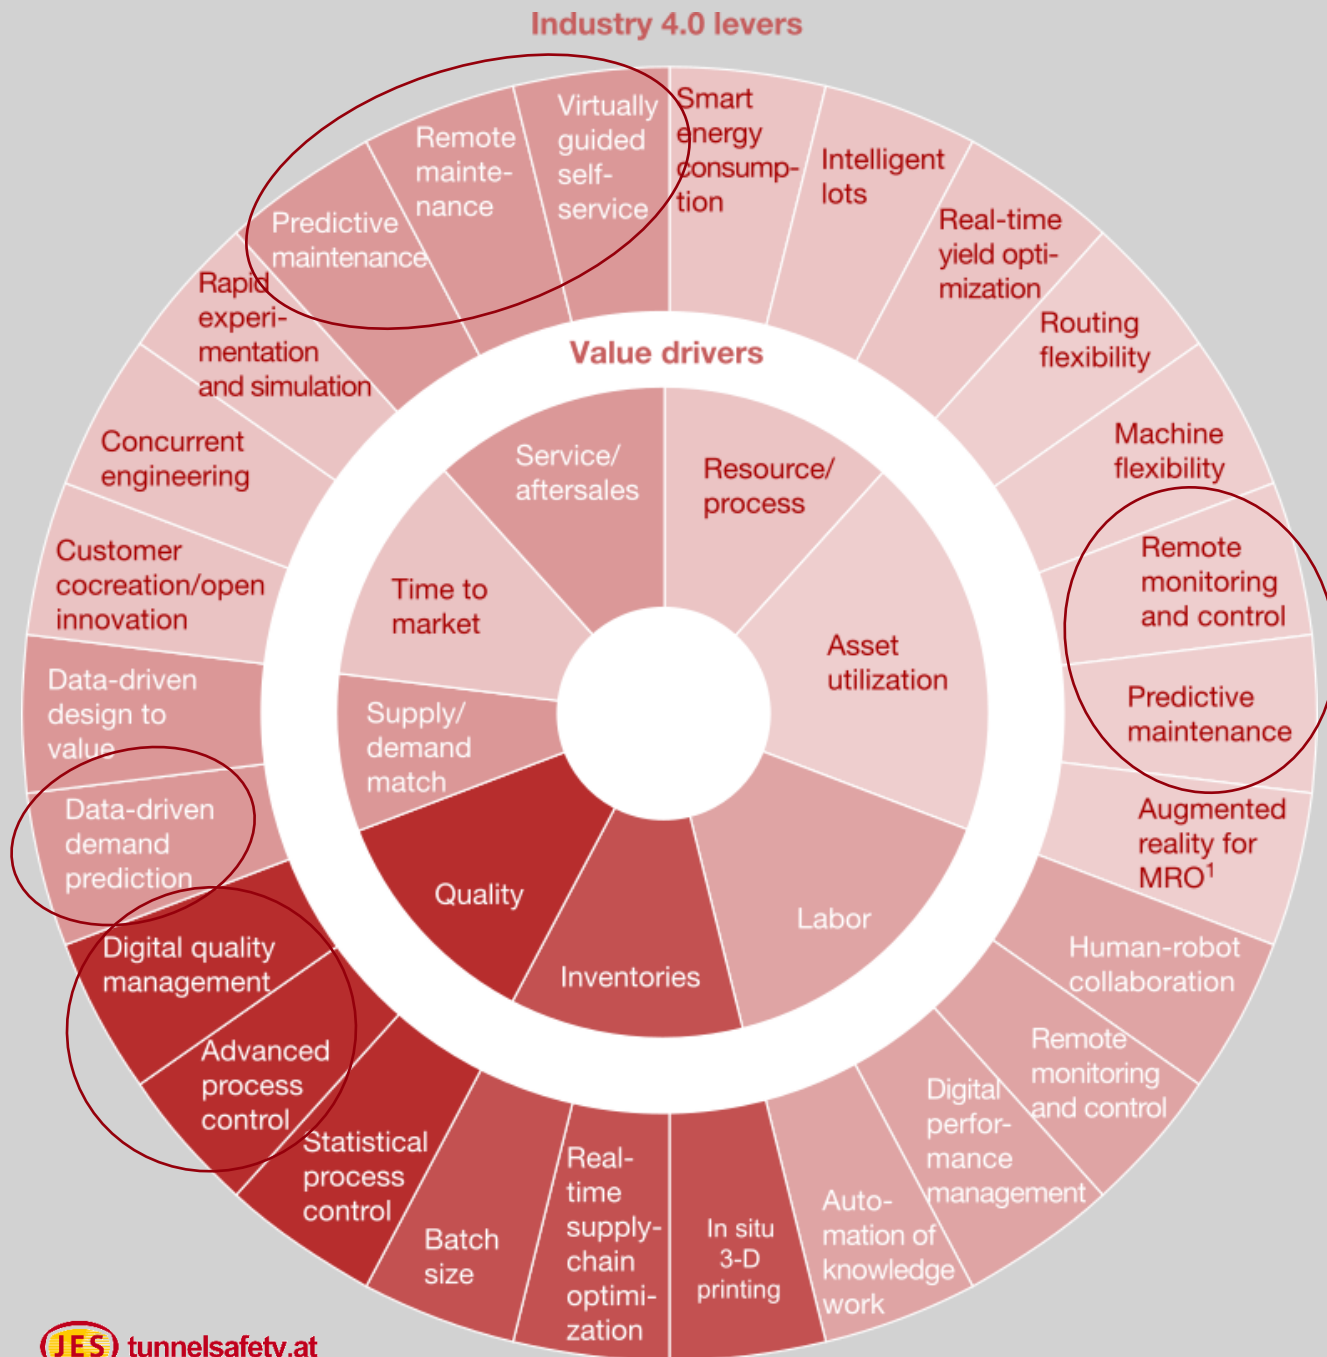 Industry 4.0 levers
Smart
energy
consump-
tion
Intelligent
lots
Real-time
yield opti-
mization
Routing
flexibility
Machine
flexibility
Remote
monitoring
and control
Predictive
maintenance
Augmented
reality for
MRO¹
Human-robot
collaboration
Remote
monitoring
and control
Digital
perfor-
mance
management
Auto-
mation of
knowledge
work
In situ
3-D
printing
Real-
time
supply-
chain
optimi-
zation
Batch
size
Statistical
process
control
Advanced
process
control
Digital quality
management
Data-driven
demand
prediction
Data-driven
design to
value
Customer
cocreation/open
innovation
Concurrent
engineering
Rapid
experi-
mentation
and simulation
Predictive
maintenance
Remote
mainte-
nance
Virtually
guided
self-
service
Value drivers
Resource/
process
Asset
utilization
Labor
Inventories
Quality
Supply/
demand
match
Time to
market
Service/
aftersales
JES tunnelsafety.at